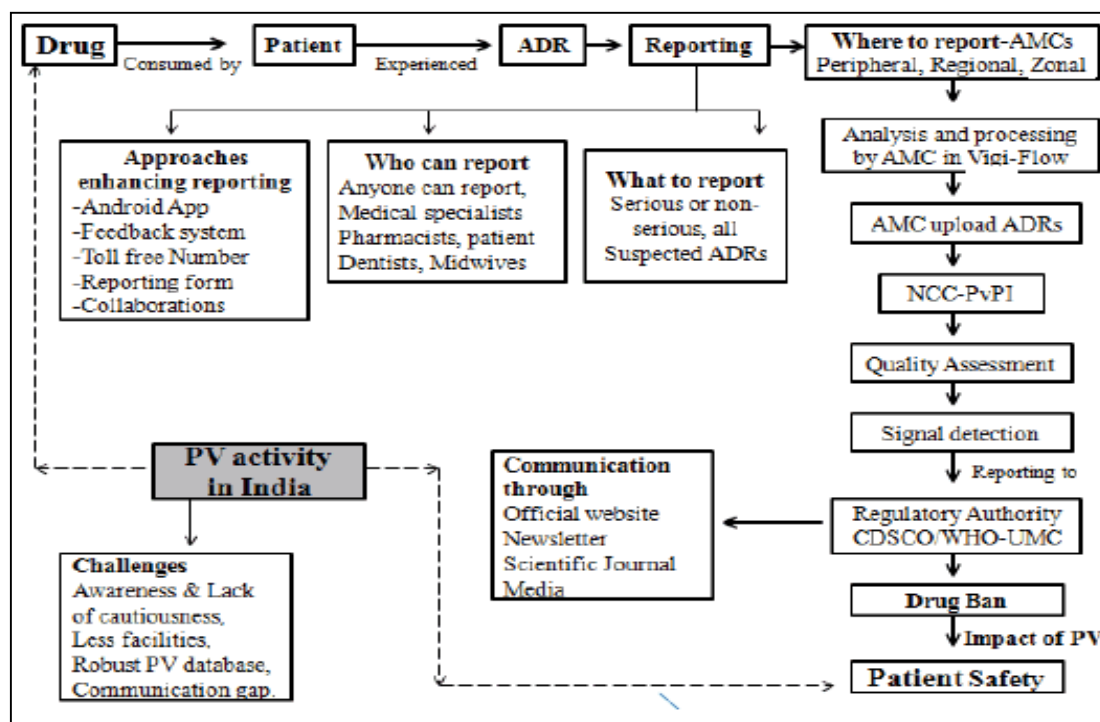 Drug
Consumed by
Patient
Experienced
ADR
Reporting
Where to report-AMCs
Peripheral, Regional, Zonal
Approaches
enhancing reporting
-Android App
-Feedback system
-Toll free Number
-Reporting form
-Collaborations
Who can report
Anyone can report,
Medical specialists
Pharmacists, patient
Dentists, Midwives
What to report
Serious or non-
serious, all
Suspected ADRs
Analysis and processing
by AMC in Vigi-Flow
AMC upload ADRs
NCC-PvPI
Quality Assessment
Signal detection
Reporting to
Regulatory Authority
CDSCO/WHO-UMC
Communication
through
Official website
Newsletter
Scientific Journal
Media
Drug Ban
Impact of PV
Patient Safety
PV activity
in India
Challenges
Awareness & Lack
of cautiousness,
Less facilities,
Robust PV database,
Communication gap.